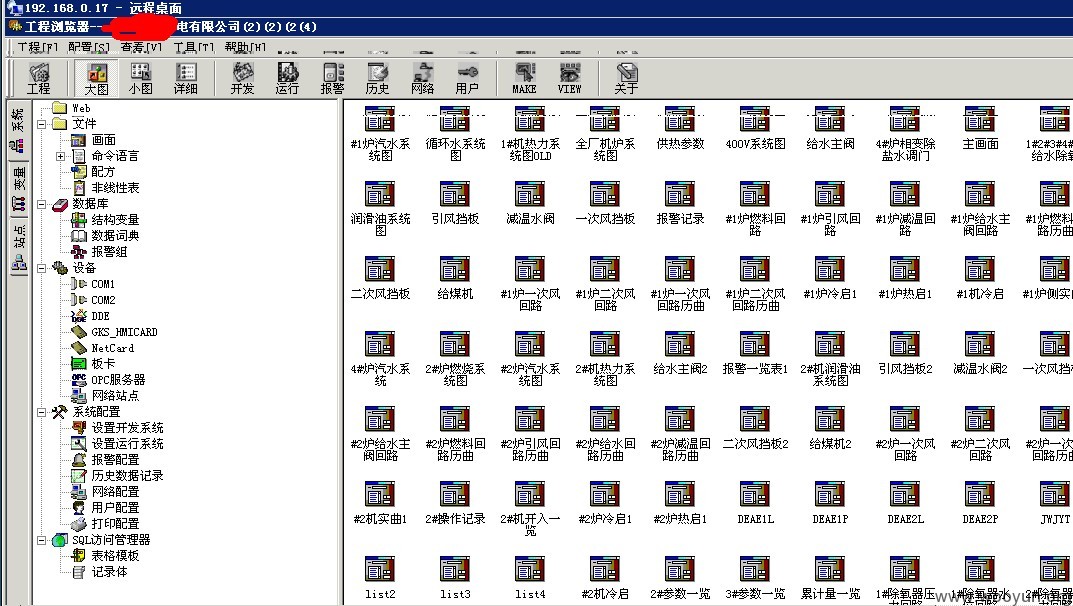 192.168.0.17 - 远程桌面
工程浏览器--
电有限公司(2)(2)(2(4)
工程[F] 配置[S] 查看[V] 工具[T] 帮助[H]
工程 大图 小图 详细 开发 运行 报警 历史 网络 用户 MAKE VIEW 关于
系统
变量
站点
Web
文件
画面
命令语言
配方
非线性表
数据库
结构变量
数据词典
报警组
设备
COM1
COM2
DDE
GKS_HMICARD
NetCard
板卡
OPC服务器
网络站点
系统配置
设置开发系统
设置运行系统
报警配置
历史数据记录
网络配置
用户配置
打印配置
SQL访问管理器
表格模板
记录体
#1炉汽水系 循环水系统 1#机热力系 全厂机炉系 供热参数 400V系统图 给水主阀 4#炉相变除 主画面 1#2#3#4#
统图 图 统图OLD 统图 盐水调门 给水除氧
润滑油系统 引风挡板 减温水阀 一次风挡板 报警记录 #1炉燃料回 #1炉引风回 #1炉减温回 #1炉给水主 #1炉燃料
图 路 路 路 阀回路 路历曲
二次风挡板 给煤机 #1炉一次风 #1炉二次风 #1炉一次风 #1炉二次风 #1炉冷启1 #1炉热启1 #1机冷启 #1炉侧实
回路 回路 回路历曲 回路历曲
4#炉汽水系 2#炉燃烧系 #2炉汽水系 2#机热力系 给水主阀2 报警一览表1 2#机润滑油 引风挡板2 减温水阀2 一次风挡
统 统图 统图 统图 系统图
#2炉给水主 #2炉燃料回 #2炉引风回 #2炉给水回 #2炉减温回 二次风挡板2 给煤机2 #2炉一次风 #2炉二次风 #2炉一次
阀回路 路历曲 路历曲 路历曲 路历曲 回路 回路 回路历曲
#2机实曲1 2#操作记录 2#机开入一 #2炉冷启1 #2炉热启1 DEAE1L DEAE1P DEAE2L DEAE2P JWJYT
览
list2 list3 list4 #2机冷启 2#参数一览 3#参数一览 累计量一览 1#除氧器压 1#除氧器水 2#除氧器